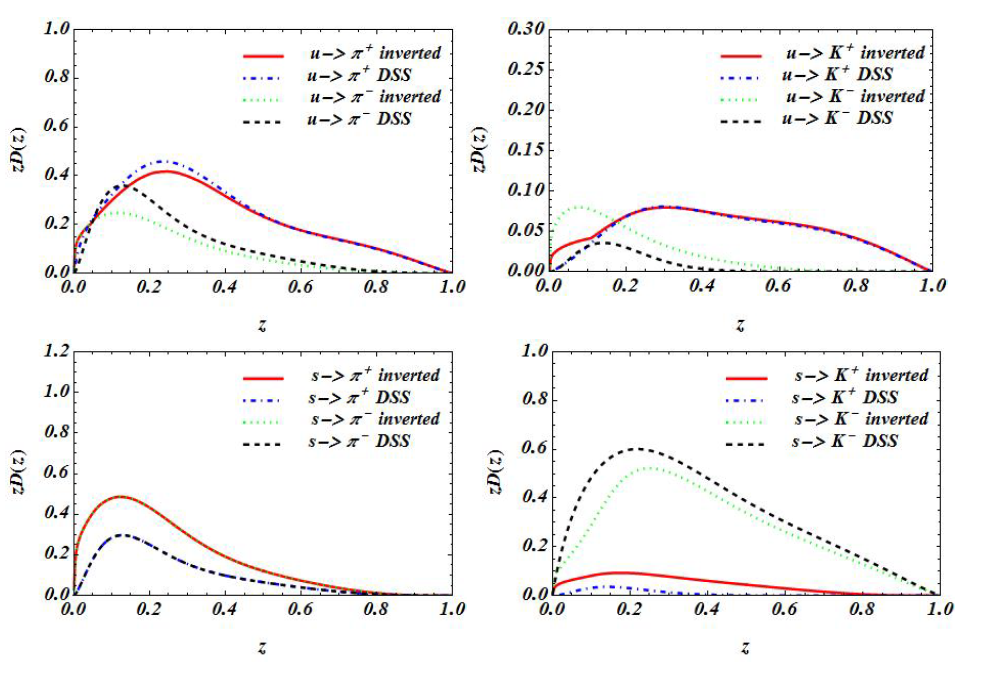 1.0
0.8
0.6
0.4
0.2
0.0
zD(z)
u−> π+ inverted
u−> π+ DSS
u−> π− inverted
u−> π− DSS
0.0 0.2 0.4 0.6 0.8 1.0
z
0.30
0.25
0.20
0.15
0.10
0.05
0.00
zD(z)
u−> K+ inverted
u−> K+ DSS
u−> K− inverted
u−> K− DSS
0.0 0.2 0.4 0.6 0.8 1.0
z
1.2
1.0
0.8
0.6
0.4
0.2
0.0
zD(z)
s−> π+ inverted
s−> π+ DSS
s−> π− inverted
s−> π− DSS
0.0 0.2 0.4 0.6 0.8 1.0
z
1.0
0.8
0.6
0.4
0.2
0.0
zD(z)
s−> K+ inverted
s−> K+ DSS
s−> K− inverted
s−> K− DSS
0.0 0.2 0.4 0.6 0.8 1.0
z